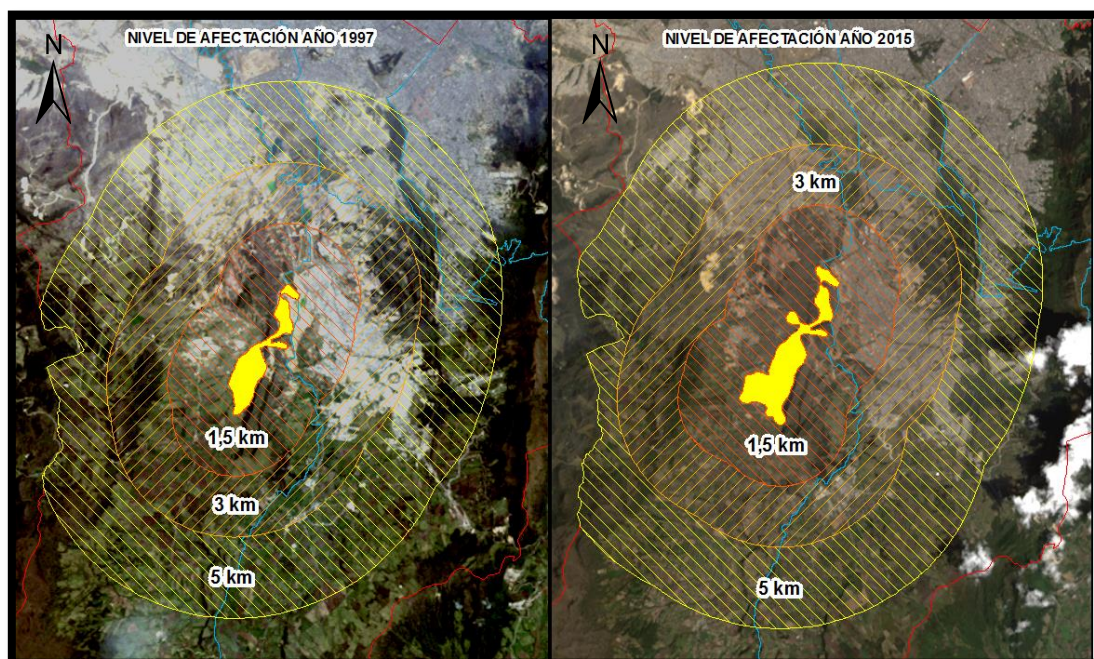 NIVEL DE AFECTACIÓN AÑO 1997
N
1,5 km
3 km
5 km
NIVEL DE AFECTACIÓN AÑO 2015
N
3 km
1,5 km
5 km